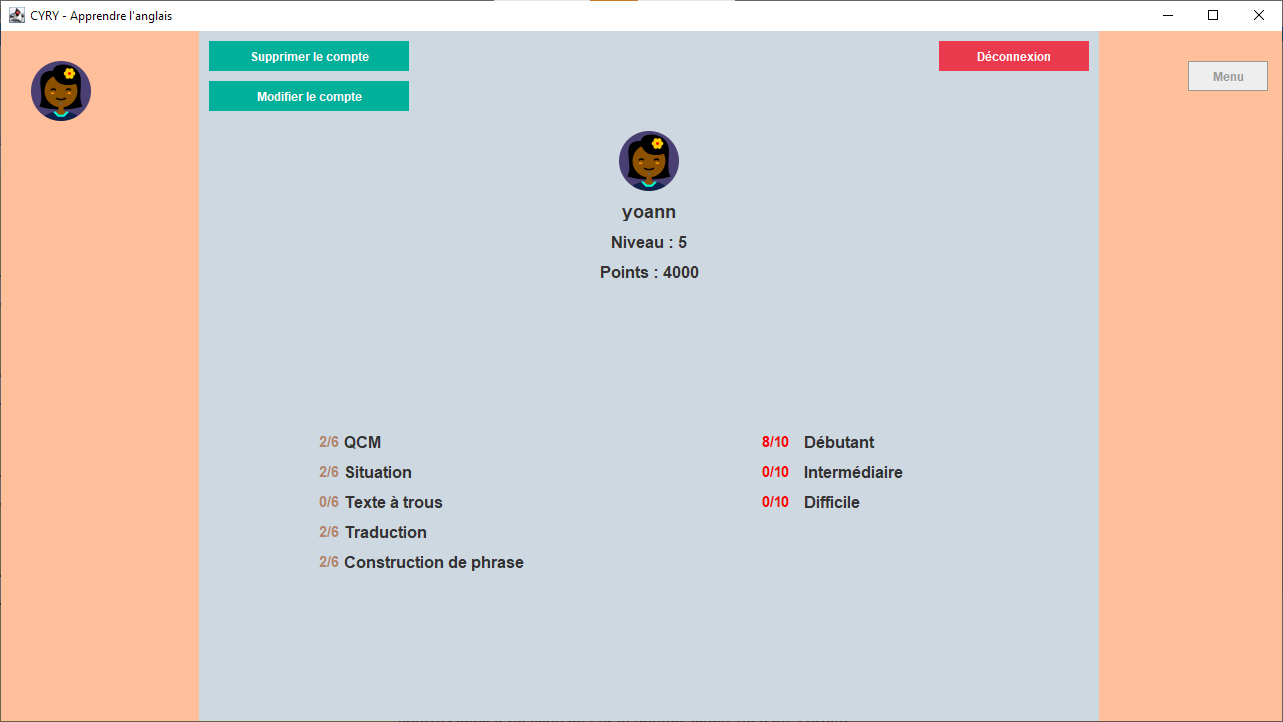 CYRY - Apprendre l'anglais
Supprimer le compte
Déconnexion
Menu
Modifier le compte
yoann
Niveau : 5
Points : 4000
2/6 QCM
2/6 Situation
0/6 Texte à trous
2/6 Traduction
2/6 Construction de phrase
8/10 Débutant
0/10 Intermédiaire
0/10 Difficile